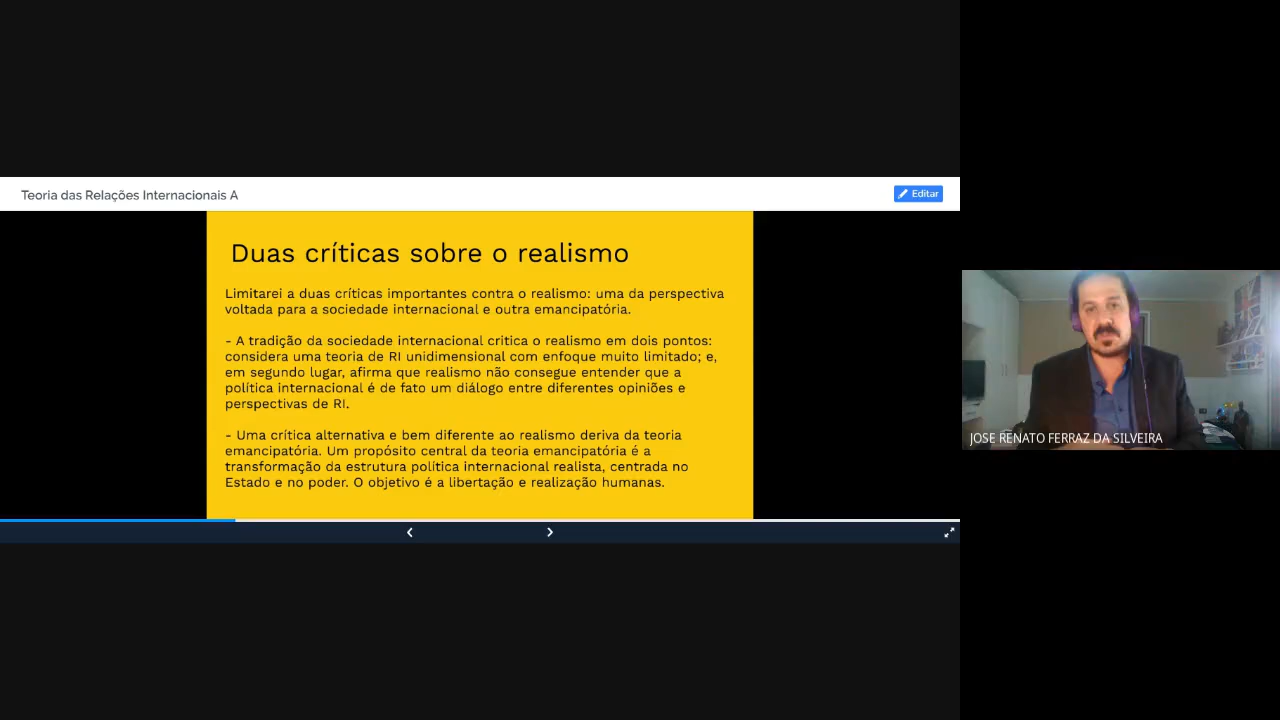 Teoria das Relações Internacionais A
Editar
Duas críticas sobre o realismo
Limitarei a duas críticas importantes contra o realismo: uma da perspectiva
voltada para a sociedade internacional e outra emancipatória.
- A tradição da sociedade internacional critica o realismo em dois pontos:
considera uma teoria de RI unidimensional com enfoque muito limitado; e,
em segundo lugar, afirma que realismo não consegue entender que a
política internacional é de fato um diálogo entre diferentes opiniões e
perspectivas de RI.
- Uma crítica alternativa e bem diferente ao realismo deriva da teoria
emancipatória. Um propósito central da teoria emancipatória é a
transformação da estrutura política internacional realista, centrada no
Estado e no poder. O objetivo é a libertação e realização humanas.
JOSE RENATO FERRAZ DA SILVEIRA